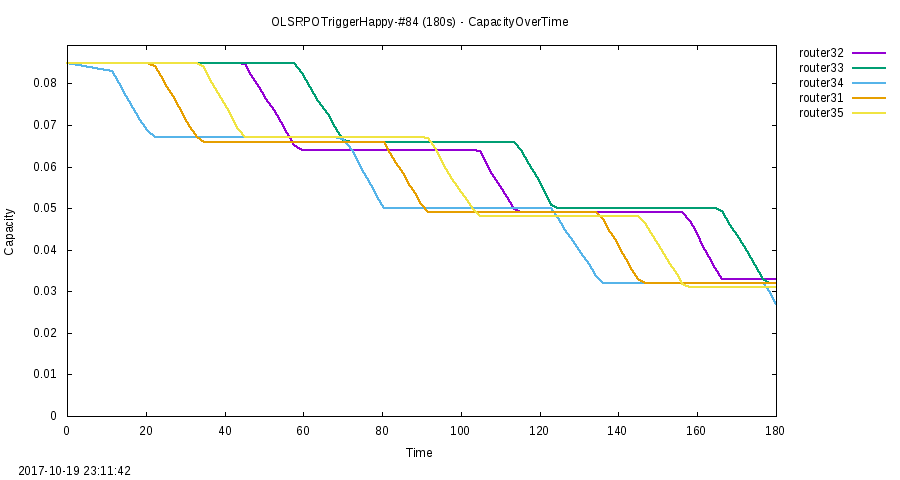 OLSRPOTriggerHappy-#84 (180s) - CapacityOverTime
router32
router33
router34
router31
router35
Capacity
0.08
0.07
0.06
0.05
0.04
0.03
0.02
0.01
0
0 20 40 60 80 100 120 140 160 180
Time
2017-10-19 23:11:42